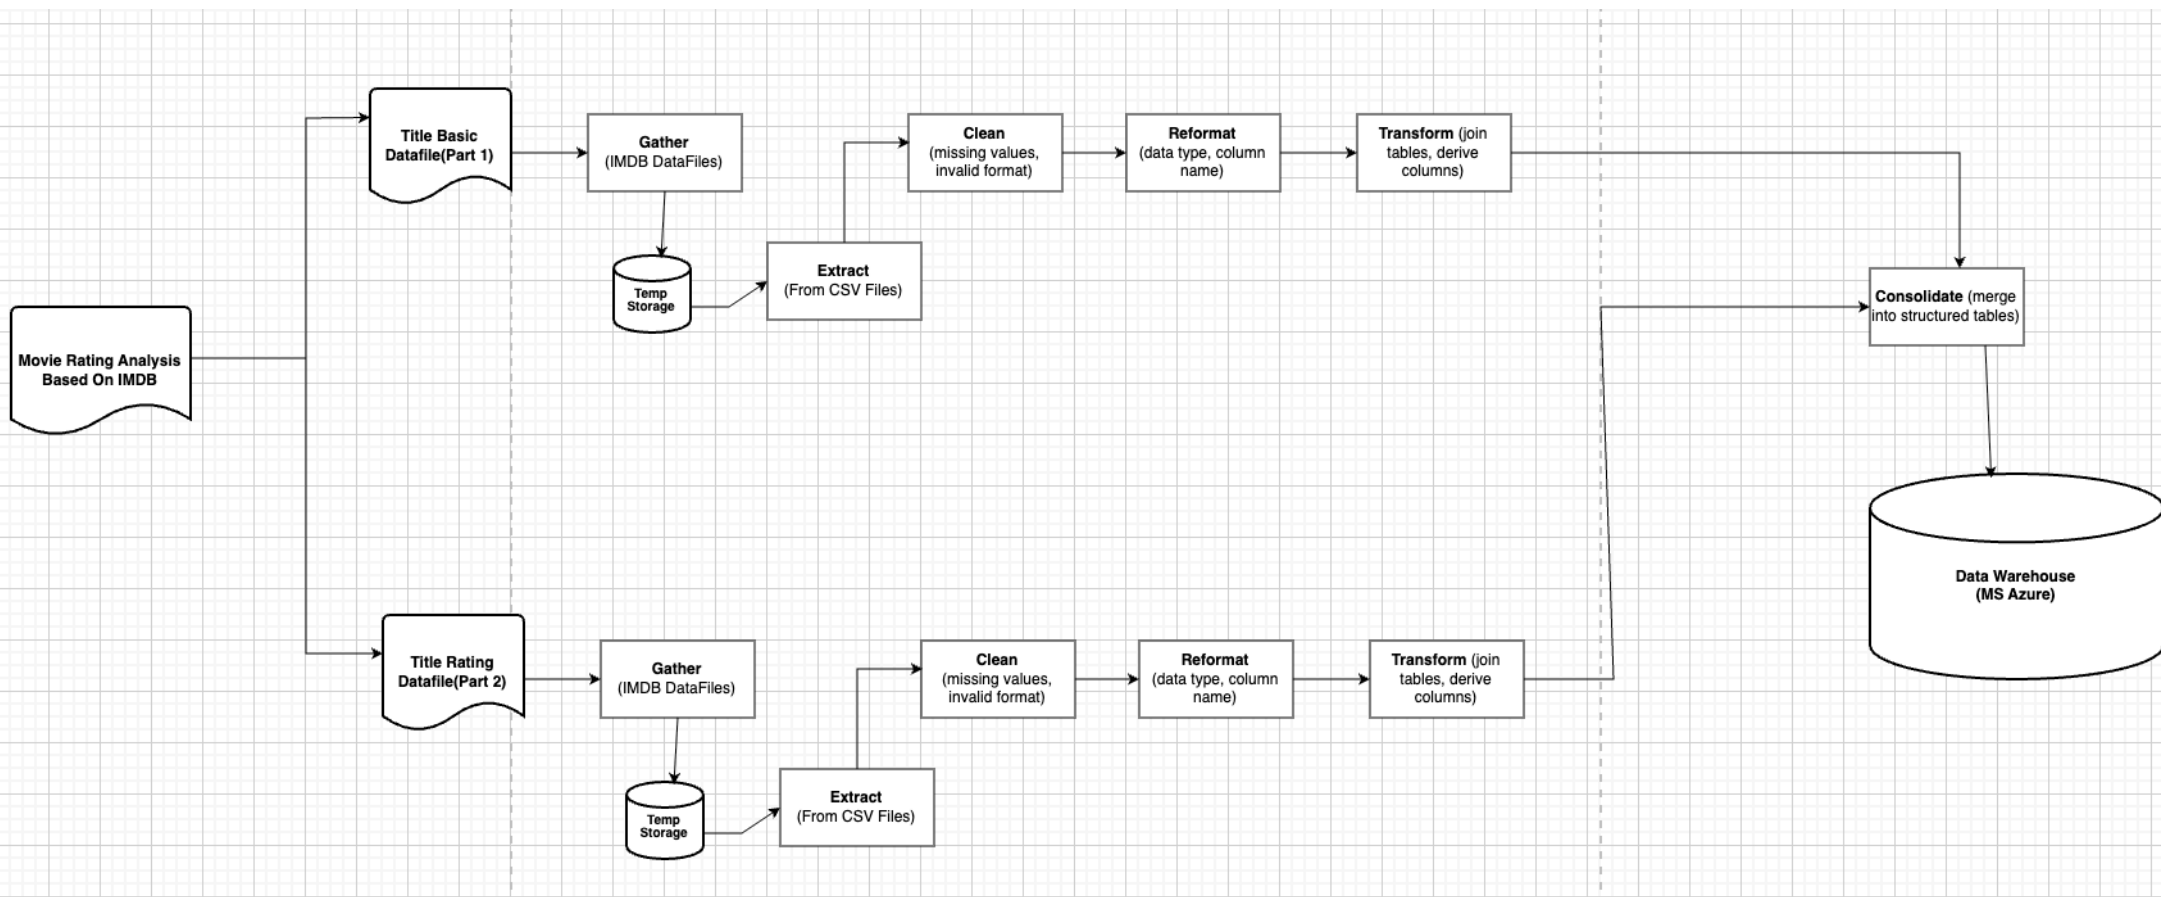 Movie Rating Analysis
Based On IMDB
Title Basic
Datafile(Part 1)
Gather
(IMDB DataFiles)
Temp
Storage
Extract
(From CSV Files)
Clean
(missing values,
invalid format)
Reformat
(data type, column
name)
Transform (join
tables, derive
columns)
Consolidate (merge
into structured tables)
Data Warehouse
(MS Azure)
Title Rating
Datafile(Part 2)
Gather
(IMDB DataFiles)
Temp
Storage
Extract
(From CSV Files)
Clean
(missing values,
invalid format)
Reformat
(data type, column
name)
Transform (join
tables, derive
columns)